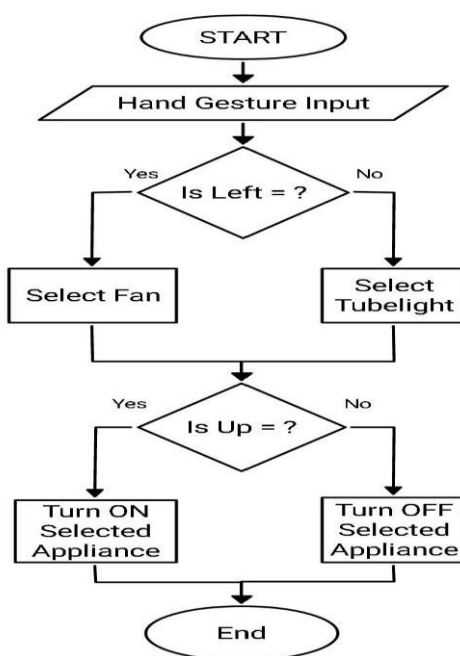 START
Hand Gesture Input
Yes
No
Is Left = ?
Select Fan
Select
Tubelight
Yes
No
Is Up = ?
Turn ON
Selected
Appliance
Turn OFF
Selected
Appliance
End